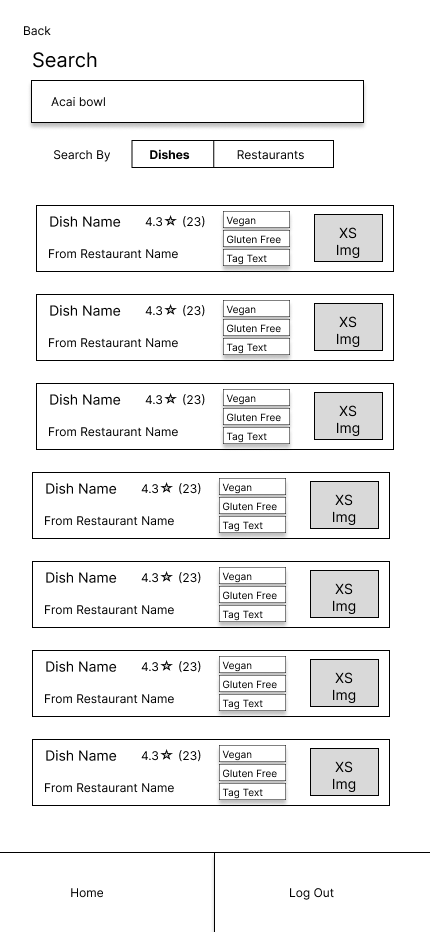 Back
Search
Acai bowl
Search By Dishes Restaurants
Dish Name 4.3☆ (23) Vegan
Gluten Free
From Restaurant Name Tag Text
XS
Img
Dish Name 4.3☆ (23) Vegan
Gluten Free
From Restaurant Name Tag Text
XS
Img
Dish Name 4.3☆ (23) Vegan
Gluten Free
From Restaurant Name Tag Text
XS
Img
Dish Name 4.3☆ (23) Vegan
Gluten Free
From Restaurant Name Tag Text
XS
Img
Dish Name 4.3☆ (23) Vegan
Gluten Free
From Restaurant Name Tag Text
XS
Img
Dish Name 4.3☆ (23) Vegan
Gluten Free
From Restaurant Name Tag Text
XS
Img
Dish Name 4.3☆ (23) Vegan
Gluten Free
From Restaurant Name Tag Text
XS
Img
Home Log Out